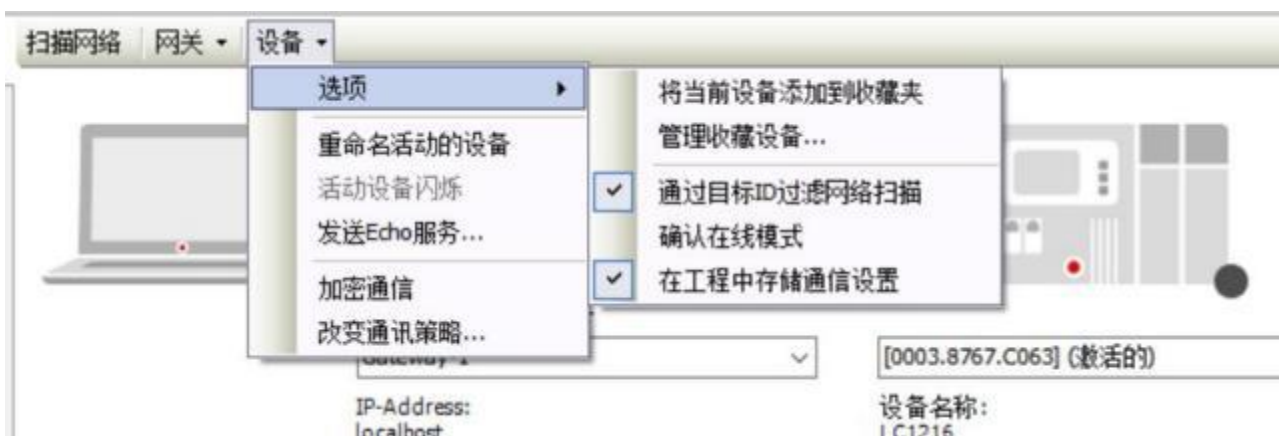 扫描网络 网关 设备
选项
重命名活动的设备
活动设备闪烁
发送Echo服务...
加密通信
改变通讯策略...
将当前设备添加到收藏夹
管理收藏设备...
通过目标ID过滤网络扫描
确认在线模式
在工程中存储通信设置
Gateway-1
[0003.8767.C063] (激活的)
IP-Address:
localhost
设备名称:
LC1216